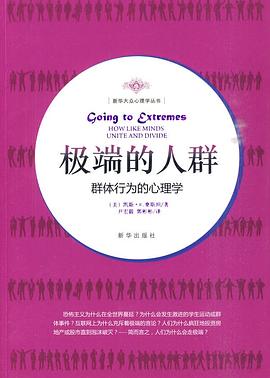 新华大众心理学丛书
Going to Extremes
HOW LIKE MINDS
UNITE AND DIVIDE
极端的人群
群体行为的心理学
（美）凯斯·R·桑斯坦/著
尹宏毅 郭彬彬/译
新华出版社
恐怖主义为什么在全世界蔓延？为什么会发生激进的学生运动或群
体事件？互联网上为什么充斥着极端的言论？人们为什么疯狂地投资房
地产或股市直到泡沫破灭？——简而言之，人们为什么会走极端？